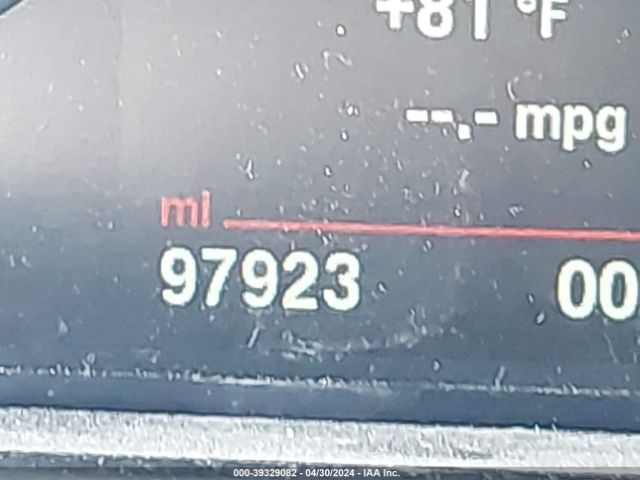 +81 °F
--.- mpg
mi
97923 00
000-39329082 - 04/30/2024 - IAA Inc.